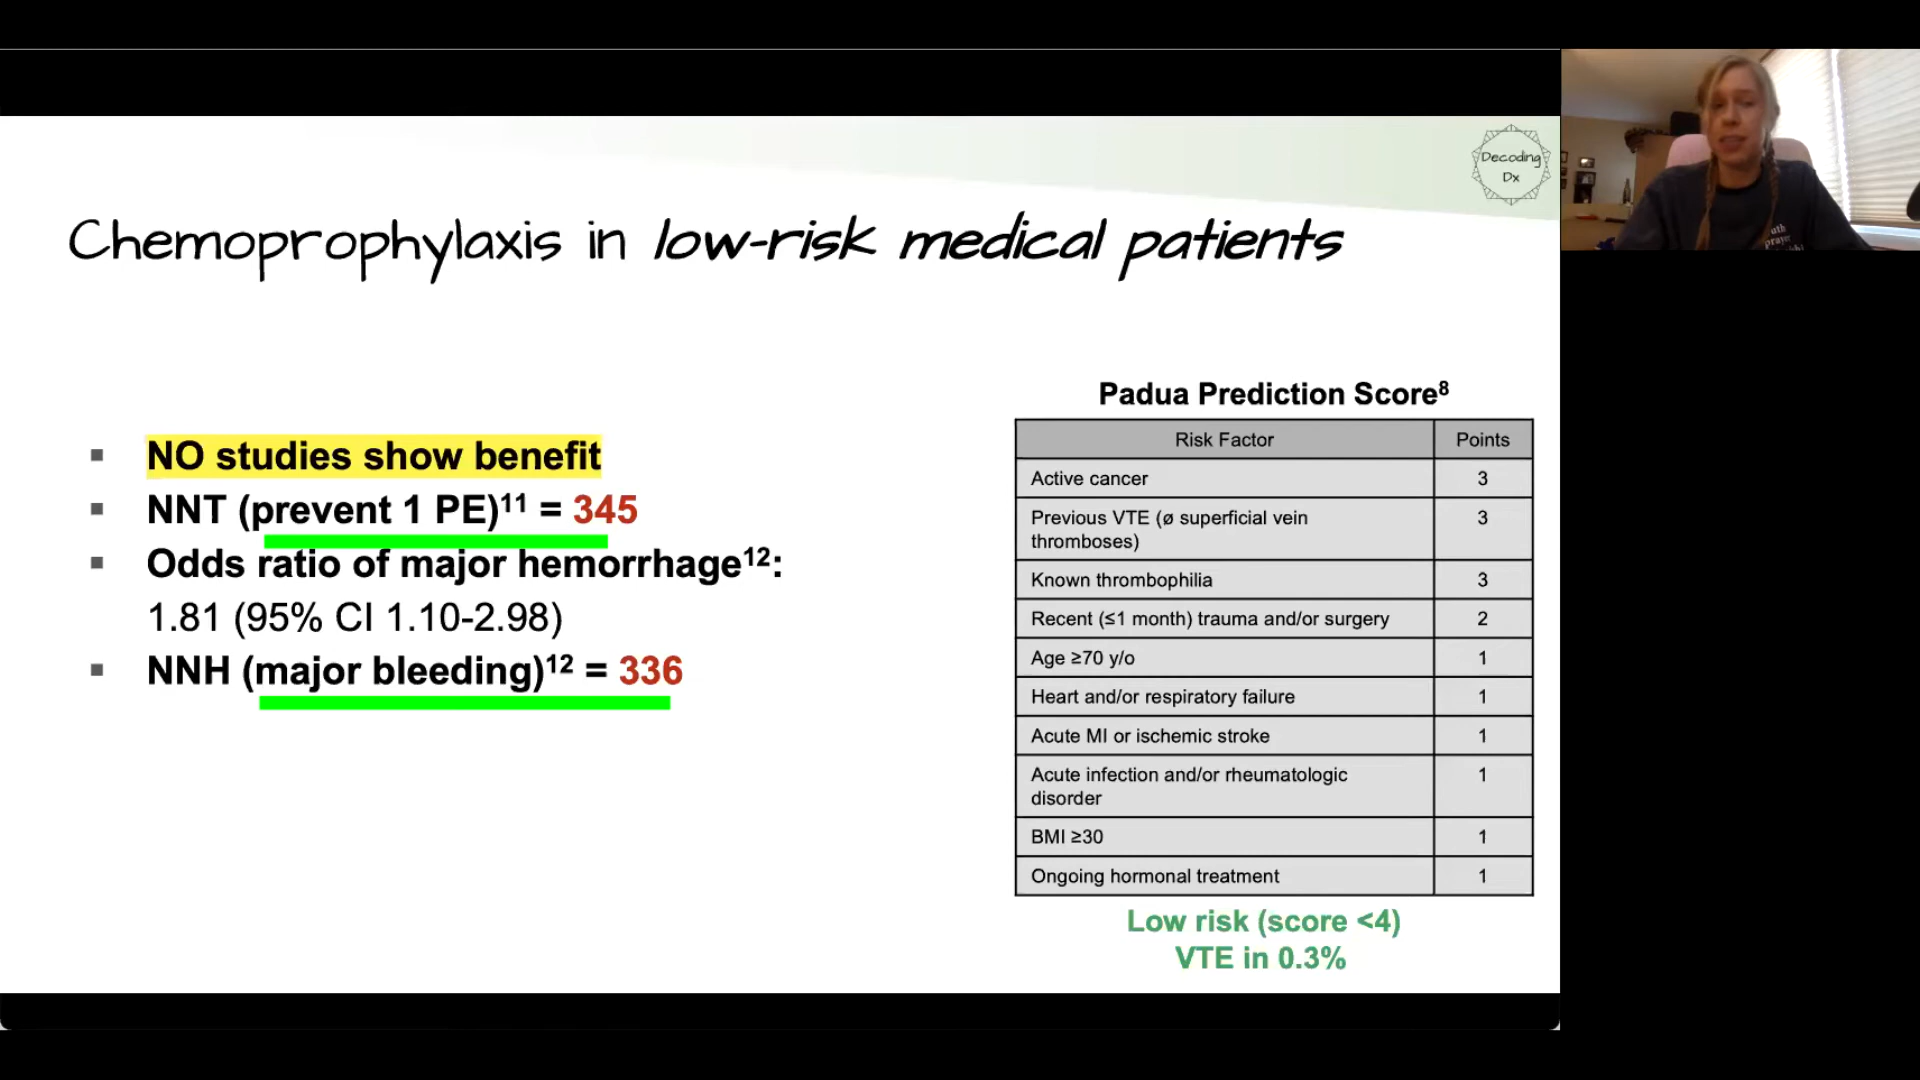 Decoding
Dx
Chemoprophylaxis in low-risk medical patients
▪ NO studies show benefit
▪ NNT (prevent 1 PE)¹¹ = 345
▪ Odds ratio of major hemorrhage¹²:
1.81 (95% CI 1.10-2.98)
▪ NNH (major bleeding)¹² = 336
Padua Prediction Score⁸
Risk Factor Points
Active cancer 3
Previous VTE (ø superficial vein 3
thromboses)
Known thrombophilia 3
Recent (≤1 month) trauma and/or surgery 2
Age ≥70 y/o 1
Heart and/or respiratory failure 1
Acute MI or ischemic stroke 1
Acute infection and/or rheumatologic 1
disorder
BMI ≥30 1
Ongoing hormonal treatment 1
Low risk (score <4)
VTE in 0.3%
prayer